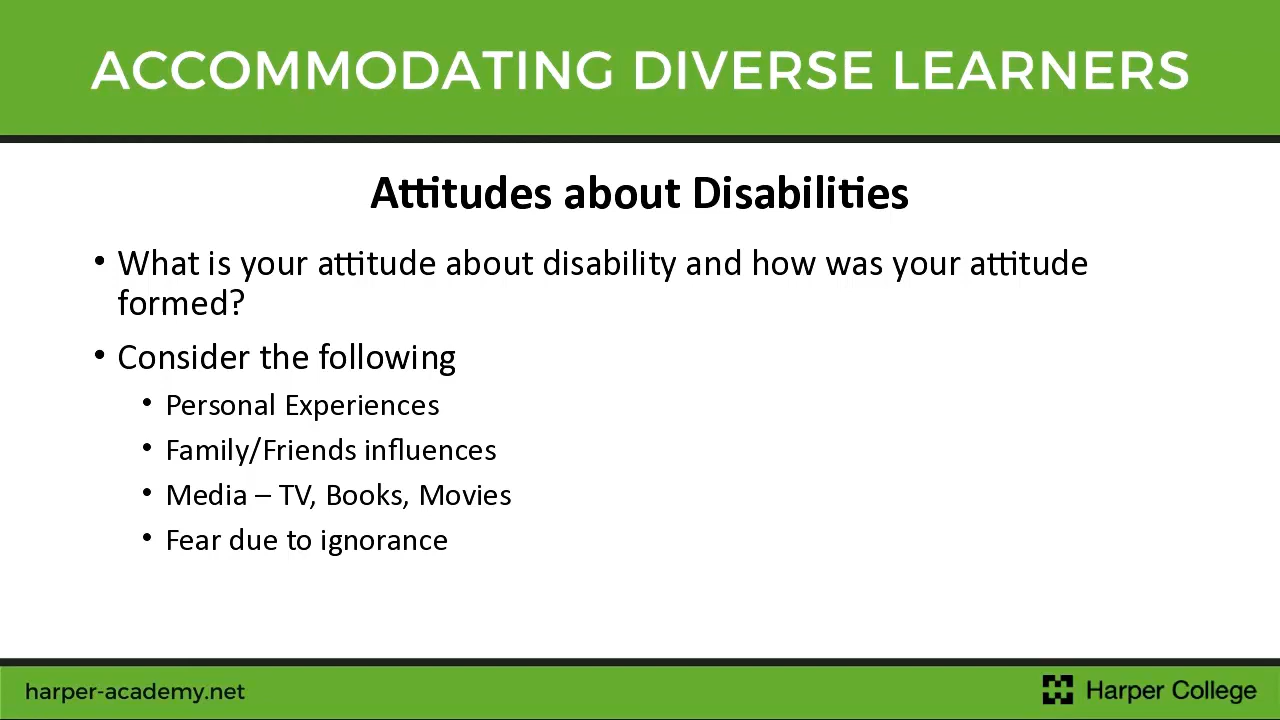 ACCOMMODATING DIVERSE LEARNERS
Attitudes about Disabilities
• What is your attitude about disability and how was your attitude
formed?
• Consider the following
• Personal Experiences
• Family/Friends influences
• Media – TV, Books, Movies
• Fear due to ignorance
harper-academy.net
Harper College